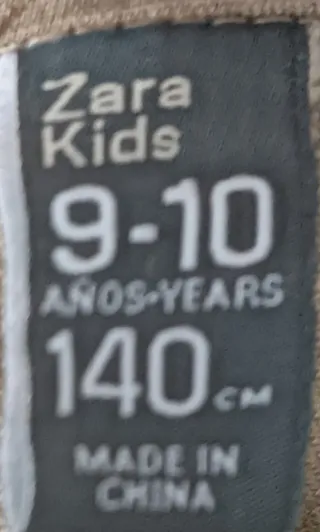 Zara
Kids
9-10
AÑOS-YEARS
140 CM
MADE IN
CHINA